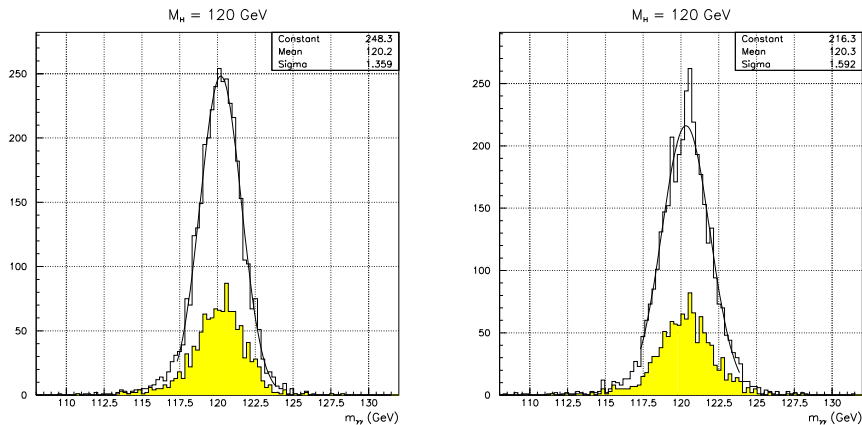 M_H = 120 GeV
Constant 248.3
Mean 120.2
Sigma 1.359
250
200
150
100
50
0
110 112.5 115 117.5 120 122.5 125 127.5 130
m_γγ (GeV)
M_H = 120 GeV
Constant 216.3
Mean 120.3
Sigma 1.592
250
200
150
100
50
0
110 112.5 115 117.5 120 122.5 125 127.5 130
m_γγ (GeV)